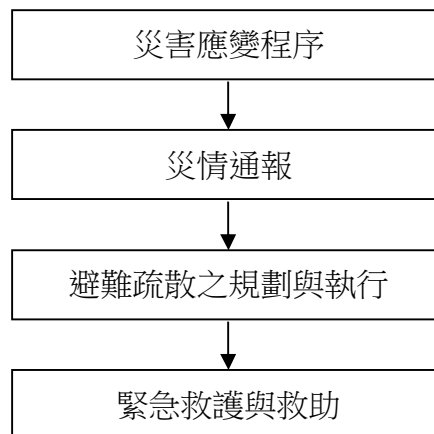 災害應變程序
災情通報
避難疏散之規劃與執行
緊急救護與救助